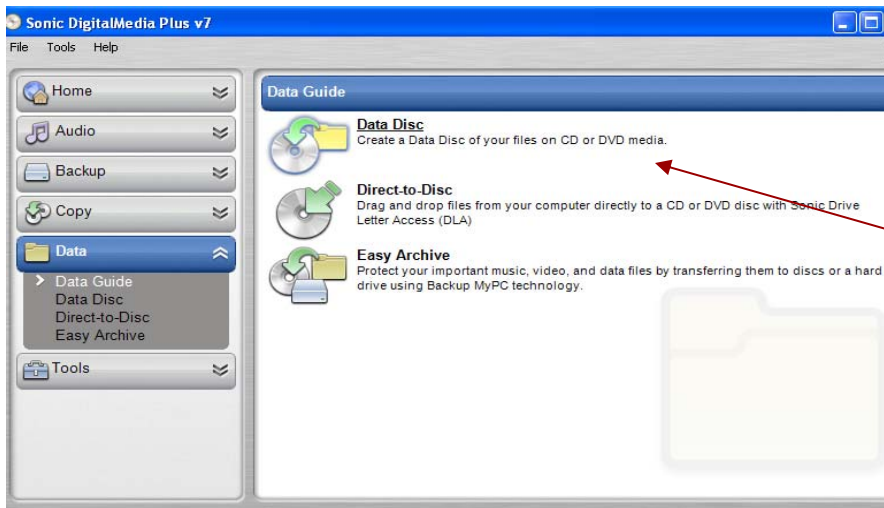 Sonic DigitalMedia Plus v7
File Tools Help
Home
Audio
Backup
Copy
Data
Data Guide
Data Disc
Direct-to-Disc
Easy Archive
Tools
Data Guide
Data Disc
Create a Data Disc of your files on CD or DVD media.
Direct-to-Disc
Drag and drop files from your computer directly to a CD or DVD disc with Sonic Drive
Letter Access (DLA)
Easy Archive
Protect your important music, video, and data files by transferring them to discs or a hard
drive using Backup MyPC technology.